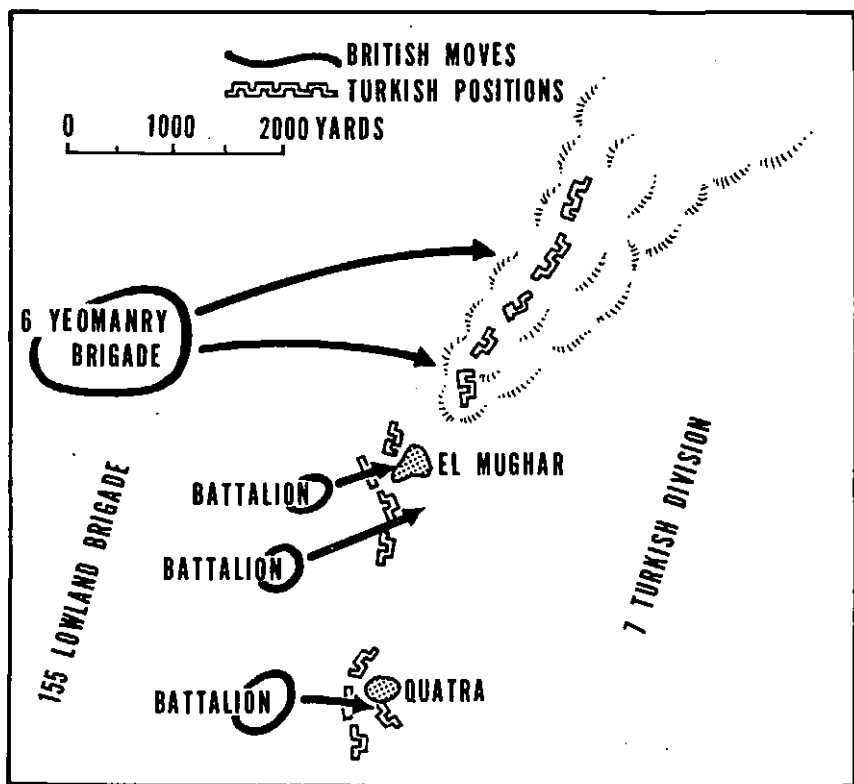 BRITISH MOVES
TURKISH POSITIONS
0 1000 2000 YARDS
6 YEOMANRY
BRIGADE
EL MUGHAR
BATTALION
BATTALION
155 LOWLAND BRIGADE
7 TURKISH DIVISION
BATTALION
QUATRA